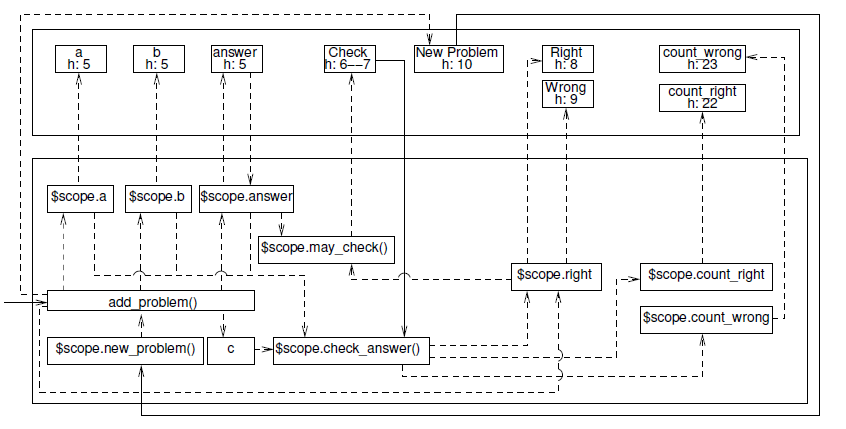 a
h: 5
b
h: 5
answer
h: 5
Check
h: 6−−7
New Problem
h: 10
Right
h: 8
Wrong
h: 9
count_wrong
h: 23
count_right
h: 22
$scope.a
$scope.b
$scope.answer
$scope.may_check()
$scope.right
$scope.count_right
add_problem()
$scope.count_wrong
$scope.new_problem()
c
$scope.check_answer()